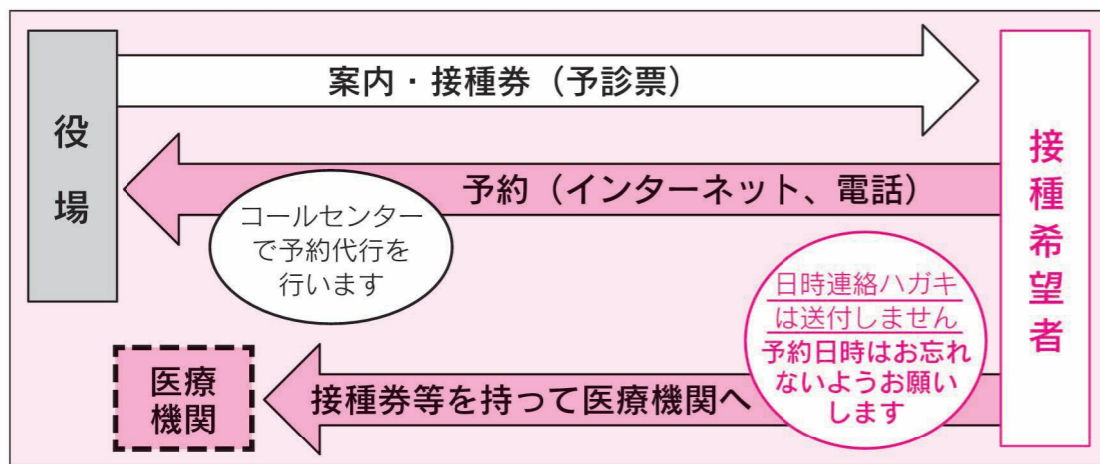 役場
案内・接種券（予診票）
予約（インターネット、電話）
コールセンター
で予約代行を
行います
接種希望者
日時連絡ハガキ
は送付しません
予約日時はお忘れ
ないようお願い
します
医療
機関
接種券等を持って医療機関へ